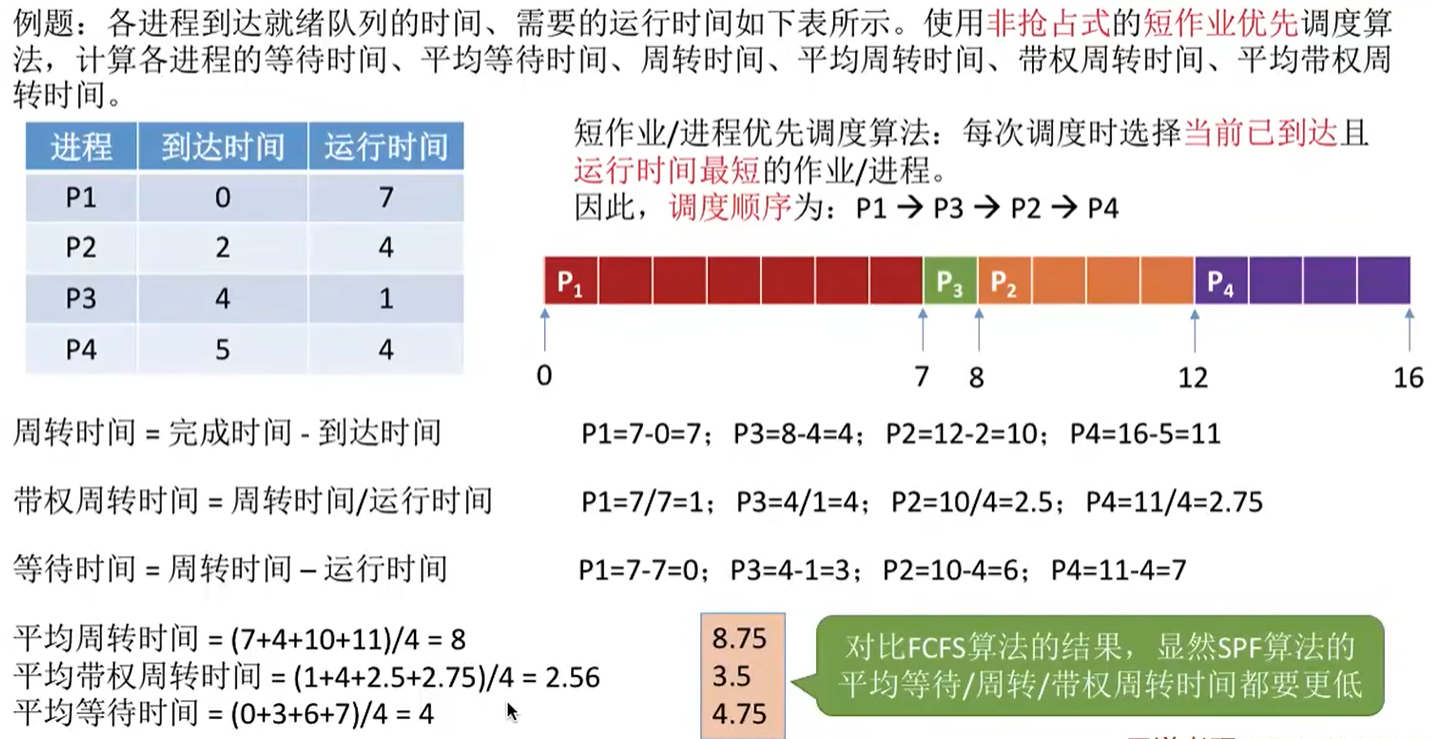 例题：各进程到达就绪队列的时间、需要的运行时间如下表所示。使用非抢占式的短作业优先调度算
法，计算各进程的等待时间、平均等待时间、周转时间、平均周转时间、带权周转时间、平均带权周
转时间。
进程 到达时间 运行时间
P1 0 7
P2 2 4
P3 4 1
P4 5 4
短作业/进程优先调度算法：每次调度时选择当前已到达且
运行时间最短的作业/进程。
因此，调度顺序为：P1 → P3 → P2 → P4
P1 P3 P2 P4
0 7 8 12 16
周转时间 = 完成时间 - 到达时间 P1=7-0=7；P3=8-4=4；P2=12-2=10；P4=16-5=11
带权周转时间 = 周转时间/运行时间 P1=7/7=1；P3=4/1=4；P2=10/4=2.5；P4=11/4=2.75
等待时间 = 周转时间 – 运行时间 P1=7-7=0；P3=4-1=3；P2=10-4=6；P4=11-4=7
平均周转时间 = (7+4+10+11)/4 = 8
平均带权周转时间 = (1+4+2.5+2.75)/4 = 2.56
平均等待时间 = (0+3+6+7)/4 = 4
8.75
3.5
4.75
对比FCFS算法的结果，显然SPF算法的
平均等待/周转/带权周转时间都要更低